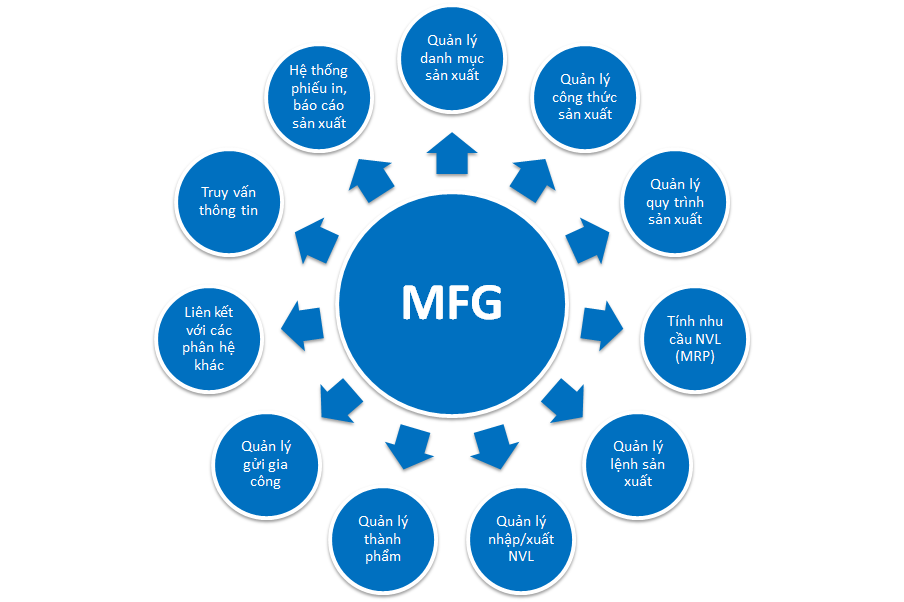 Quản lý
danh mục
sản xuất
Quản lý
công thức
sản xuất
Quản lý
quy trình
sản xuất
Tính nhu
cầu NVL
(MRP)
Quản lý
lệnh sản
xuất
Quản lý
nhập/xuất
NVL
Quản lý
thành
phẩm
Quản lý
gửi gia
công
Liên kết
với các
phân hệ
khác
Truy vấn
thông tin
Hệ thống
phiếu in,
báo cáo
sản xuất
MFG